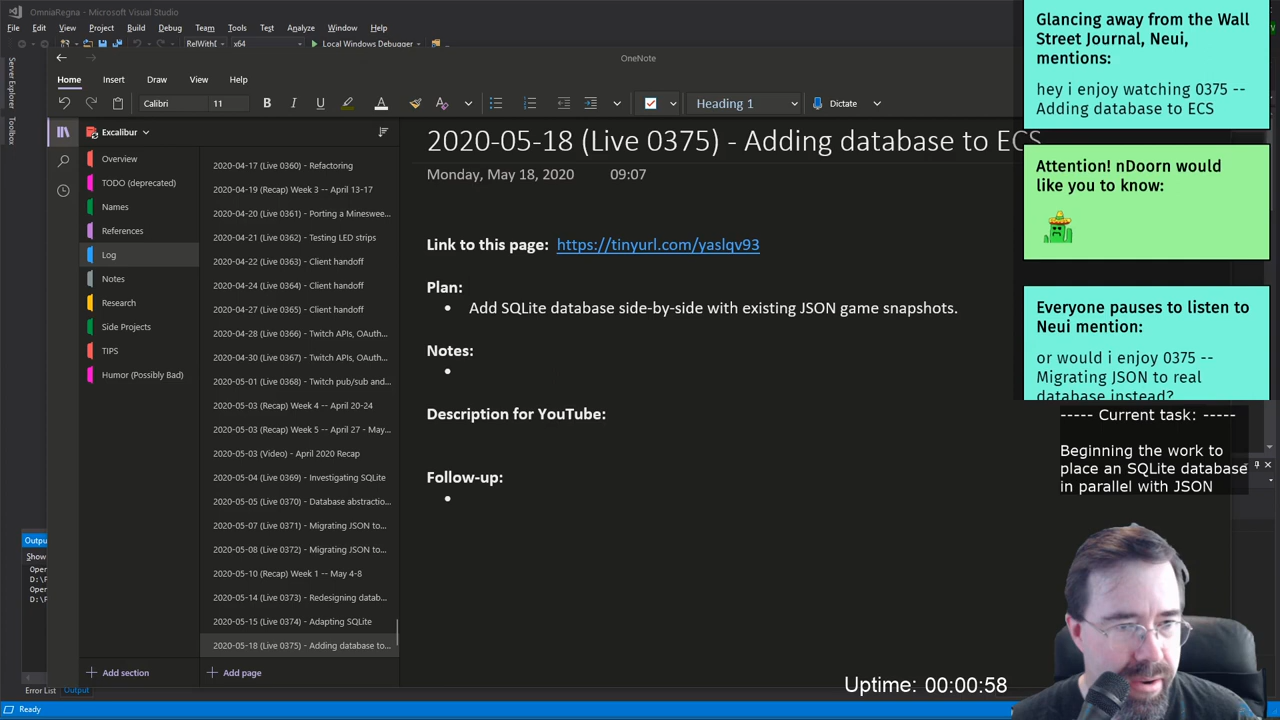 OmniaRegna - Microsoft Visual Studio
File Edit View Project Build Debug Team Tools Test Analyze Window Help
RelWithI x64 Local Windows Debugger
Server Explorer
Toolbox
OneNote
Home Insert Draw View Help
Calibri 11 B I U A Heading 1 Dictate
Excalibur
Overview
TODO (deprecated)
Names
References
Log
Notes
Research
Side Projects
TIPS
Humor (Possibly Bad)
Add section
2020-04-17 (Live 0360) - Refactoring
2020-04-19 (Recap) Week 3 -- April 13-17
2020-04-20 (Live 0361) - Porting a Mineswee...
2020-04-21 (Live 0362) - Testing LED strips
2020-04-22 (Live 0363) - Client handoff
2020-04-24 (Live 0364) - Client handoff
2020-04-27 (Live 0365) - Client handoff
2020-04-28 (Live 0366) - Twitch APIs, OAuth...
2020-04-30 (Live 0367) - Twitch APIs, OAuth...
2020-05-01 (Live 0368) - Twitch pub/sub and...
2020-05-03 (Recap) Week 4 -- April 20-24
2020-05-03 (Recap) Week 5 -- April 27 - May...
2020-05-03 (Video) - April 2020 Recap
2020-05-04 (Live 0369) - Investigating SQLite
2020-05-05 (Live 0370) - Database abstractio...
2020-05-07 (Live 0371) - Migrating JSON to...
2020-05-08 (Live 0372) - Migrating JSON to...
2020-05-10 (Recap) Week 1 -- May 4-8
2020-05-14 (Live 0373) - Redesigning datab...
2020-05-15 (Live 0374) - Adapting SQLite
2020-05-18 (Live 0375) - Adding database to...
Add page
2020-05-18 (Live 0375) - Adding database to ECS
Monday, May 18, 2020 09:07
Link to this page: https://tinyurl.com/yaslqv93
Plan:
• Add SQLite database side-by-side with existing JSON game snapshots.
Notes:
•
Description for YouTube:
Follow-up:
•
Glancing away from the Wall
Street Journal, Neui,
mentions:
hey i enjoy watching 0375 --
Adding database to ECS
Attention! nDoorn would
like you to know:
Everyone pauses to listen to
Neui mention:
or would i enjoy 0375 --
Migrating JSON to real
database instead?
----- Current task: -----
Beginning the work to
place an SQLite database
in parallel with JSON
Uptime: 00:00:58
Outpu
Show
Open
D:\F
Open
D:\F
Error List Output
Ready